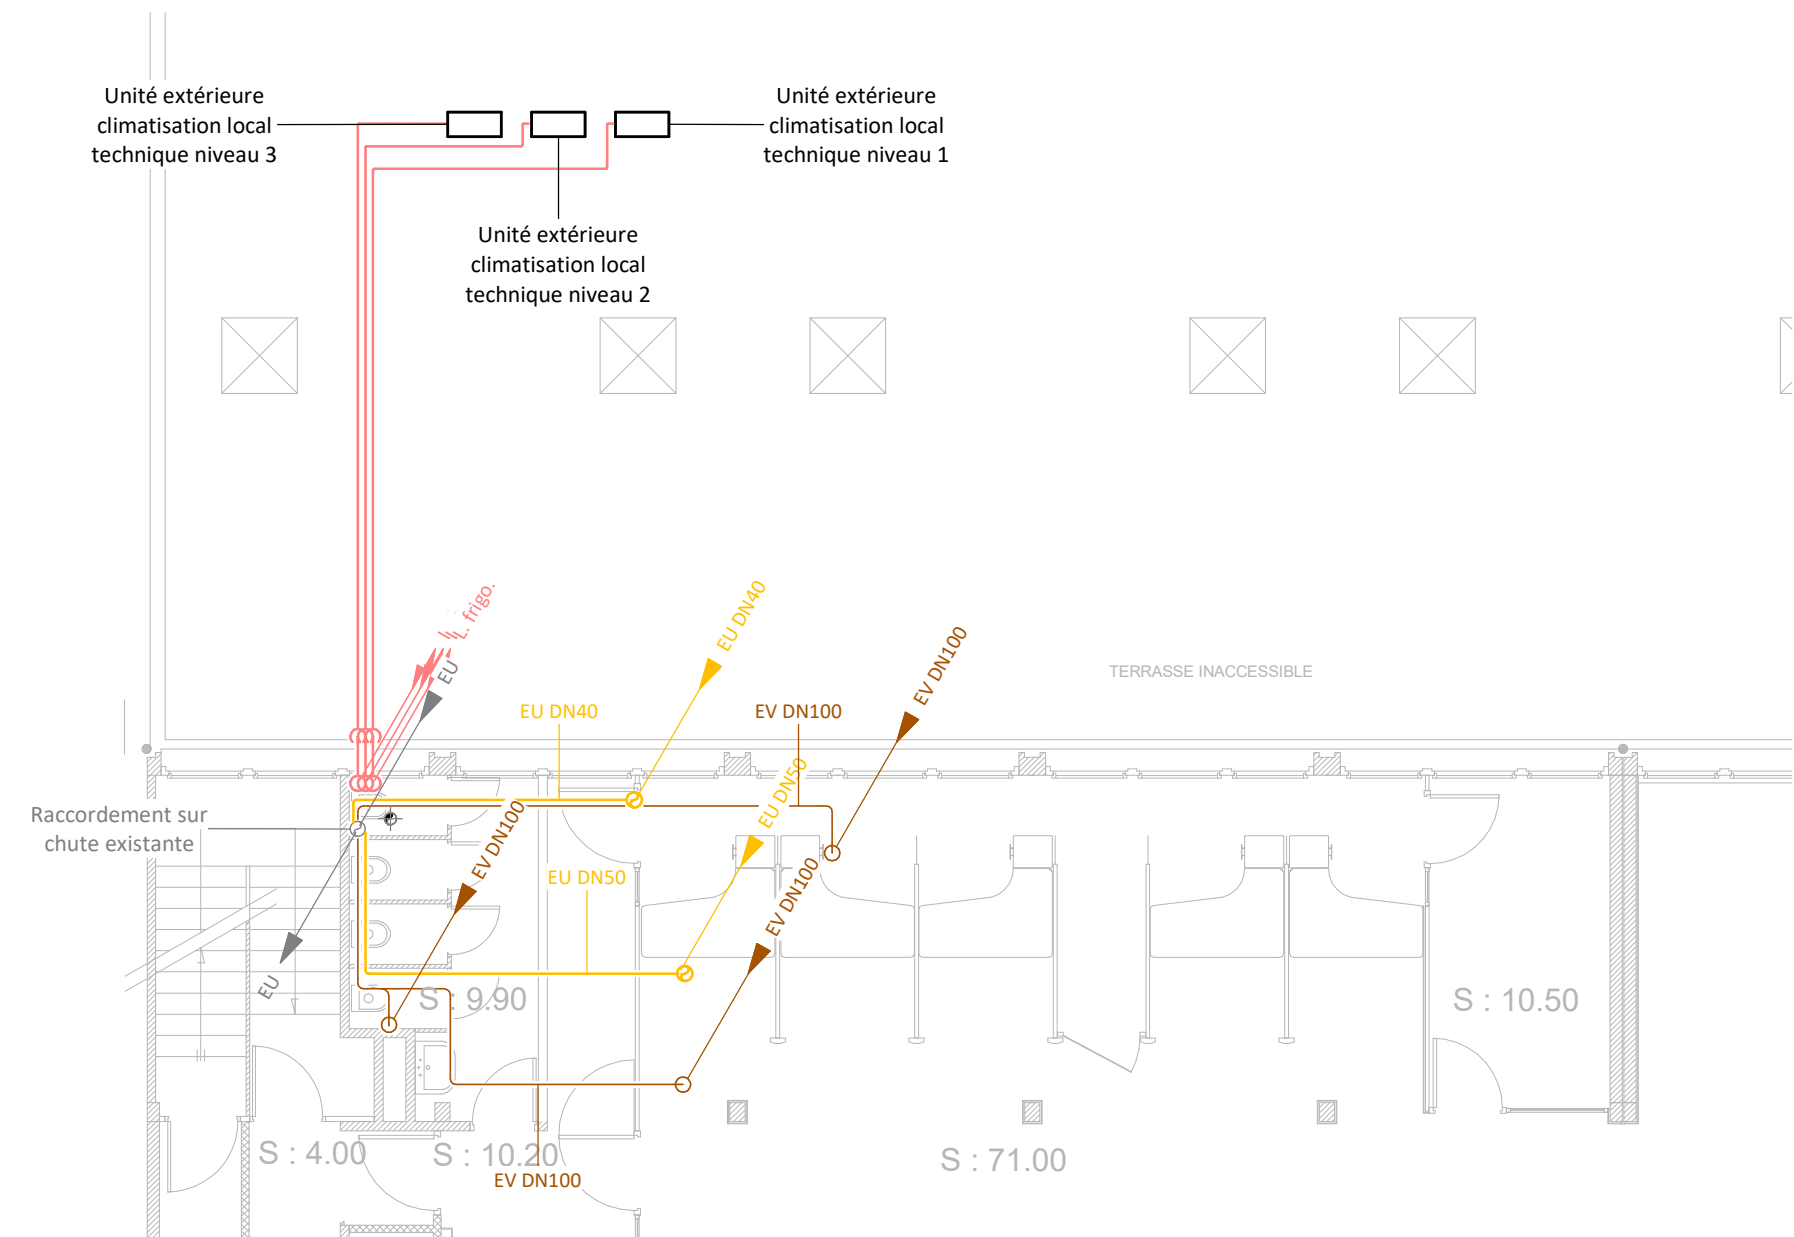 Unité extérieure
climatisation local
technique niveau 3
Unité extérieure
climatisation local
technique niveau 1
Unité extérieure
climatisation local
technique niveau 2
L. frigo.
EU
EU DN40
EV DN100
TERRASSE INACCESSIBLE
EU DN40
EV DN100
EU DN50
EV DN100
Raccordement sur
chute existante
EU DN50
EV DN100
EU
S : 9.90
S : 10.50
S : 4.00
S : 10.20
S : 71.00
EV DN100